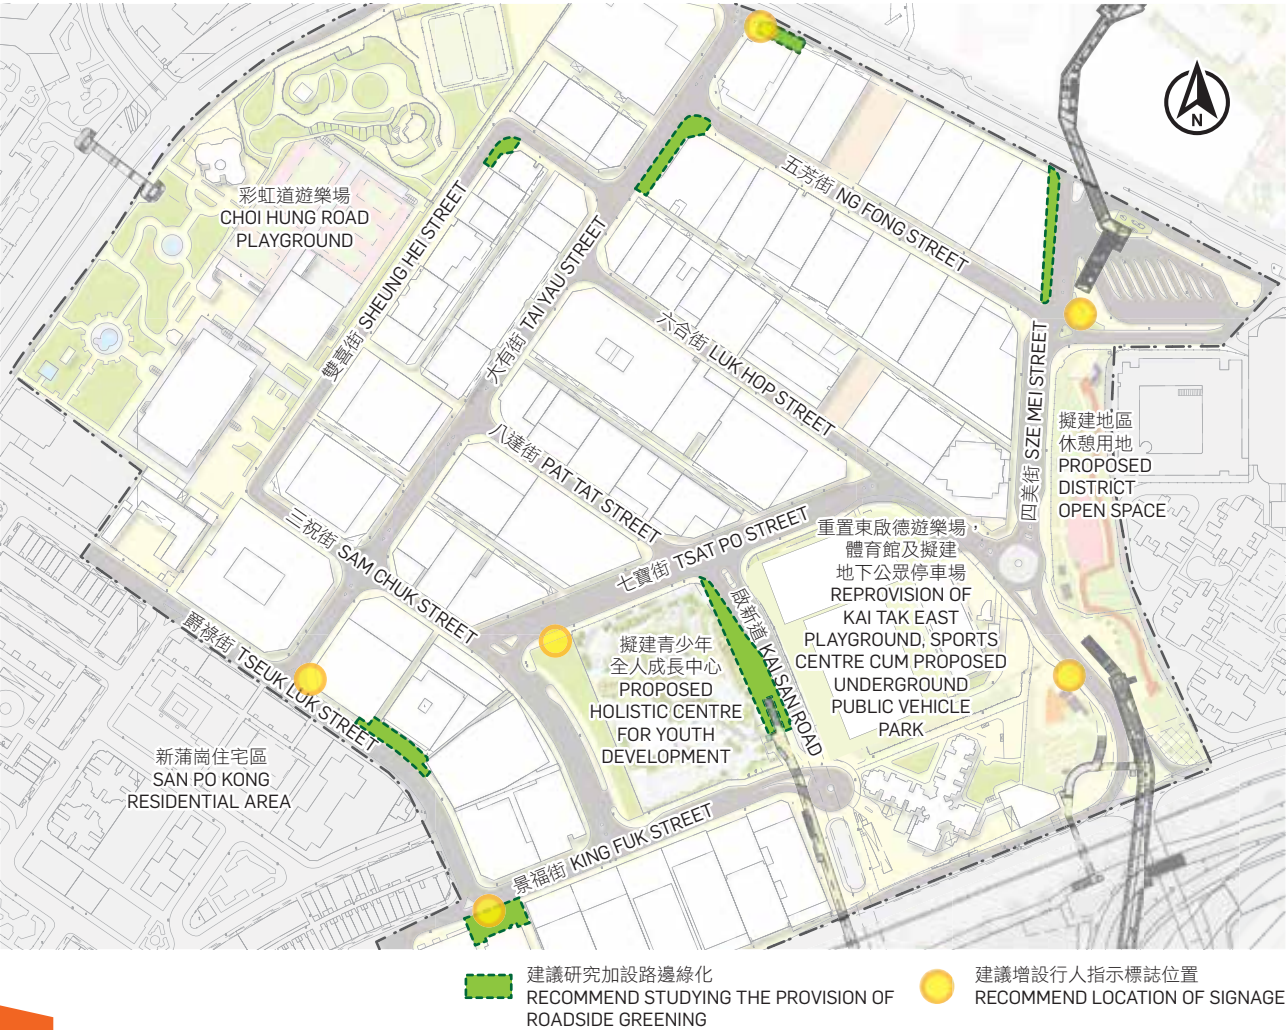 N
彩虹道遊樂場
CHOI HUNG ROAD
PLAYGROUND
雙喜街 SHEUNG HEI STREET
大有街 TAI YAU STREET
五芳街 NG FONG STREET
六合街 LUK HOP STREET
四美街 SZE MEI STREET
八達街 PAT TAT STREET
三祝街 SAM CHUK STREET
七寶街 TSAT PO STREET
爵祿街 TSEUK LUK STREET
啟新道 KAI SAN ROAD
景福街 KING FUK STREET
擬建地區
休憩用地
PROPOSED
DISTRICT
OPEN SPACE
重置東啟德遊樂場，
體育館及擬建
地下公眾停車場
REPROVISION OF
KAI TAK EAST
PLAYGROUND, SPORTS
CENTRE CUM PROPOSED
UNDERGROUND
PUBLIC VEHICLE
PARK
擬建青少年
全人成長中心
PROPOSED
HOLISTIC CENTRE
FOR YOUTH
DEVELOPMENT
新蒲崗住宅區
SAN PO KONG
RESIDENTIAL AREA
建議研究加設路邊綠化
RECOMMEND STUDYING THE PROVISION OF
ROADSIDE GREENING
建議增設行人指示標誌位置
RECOMMEND LOCATION OF SIGNAGE